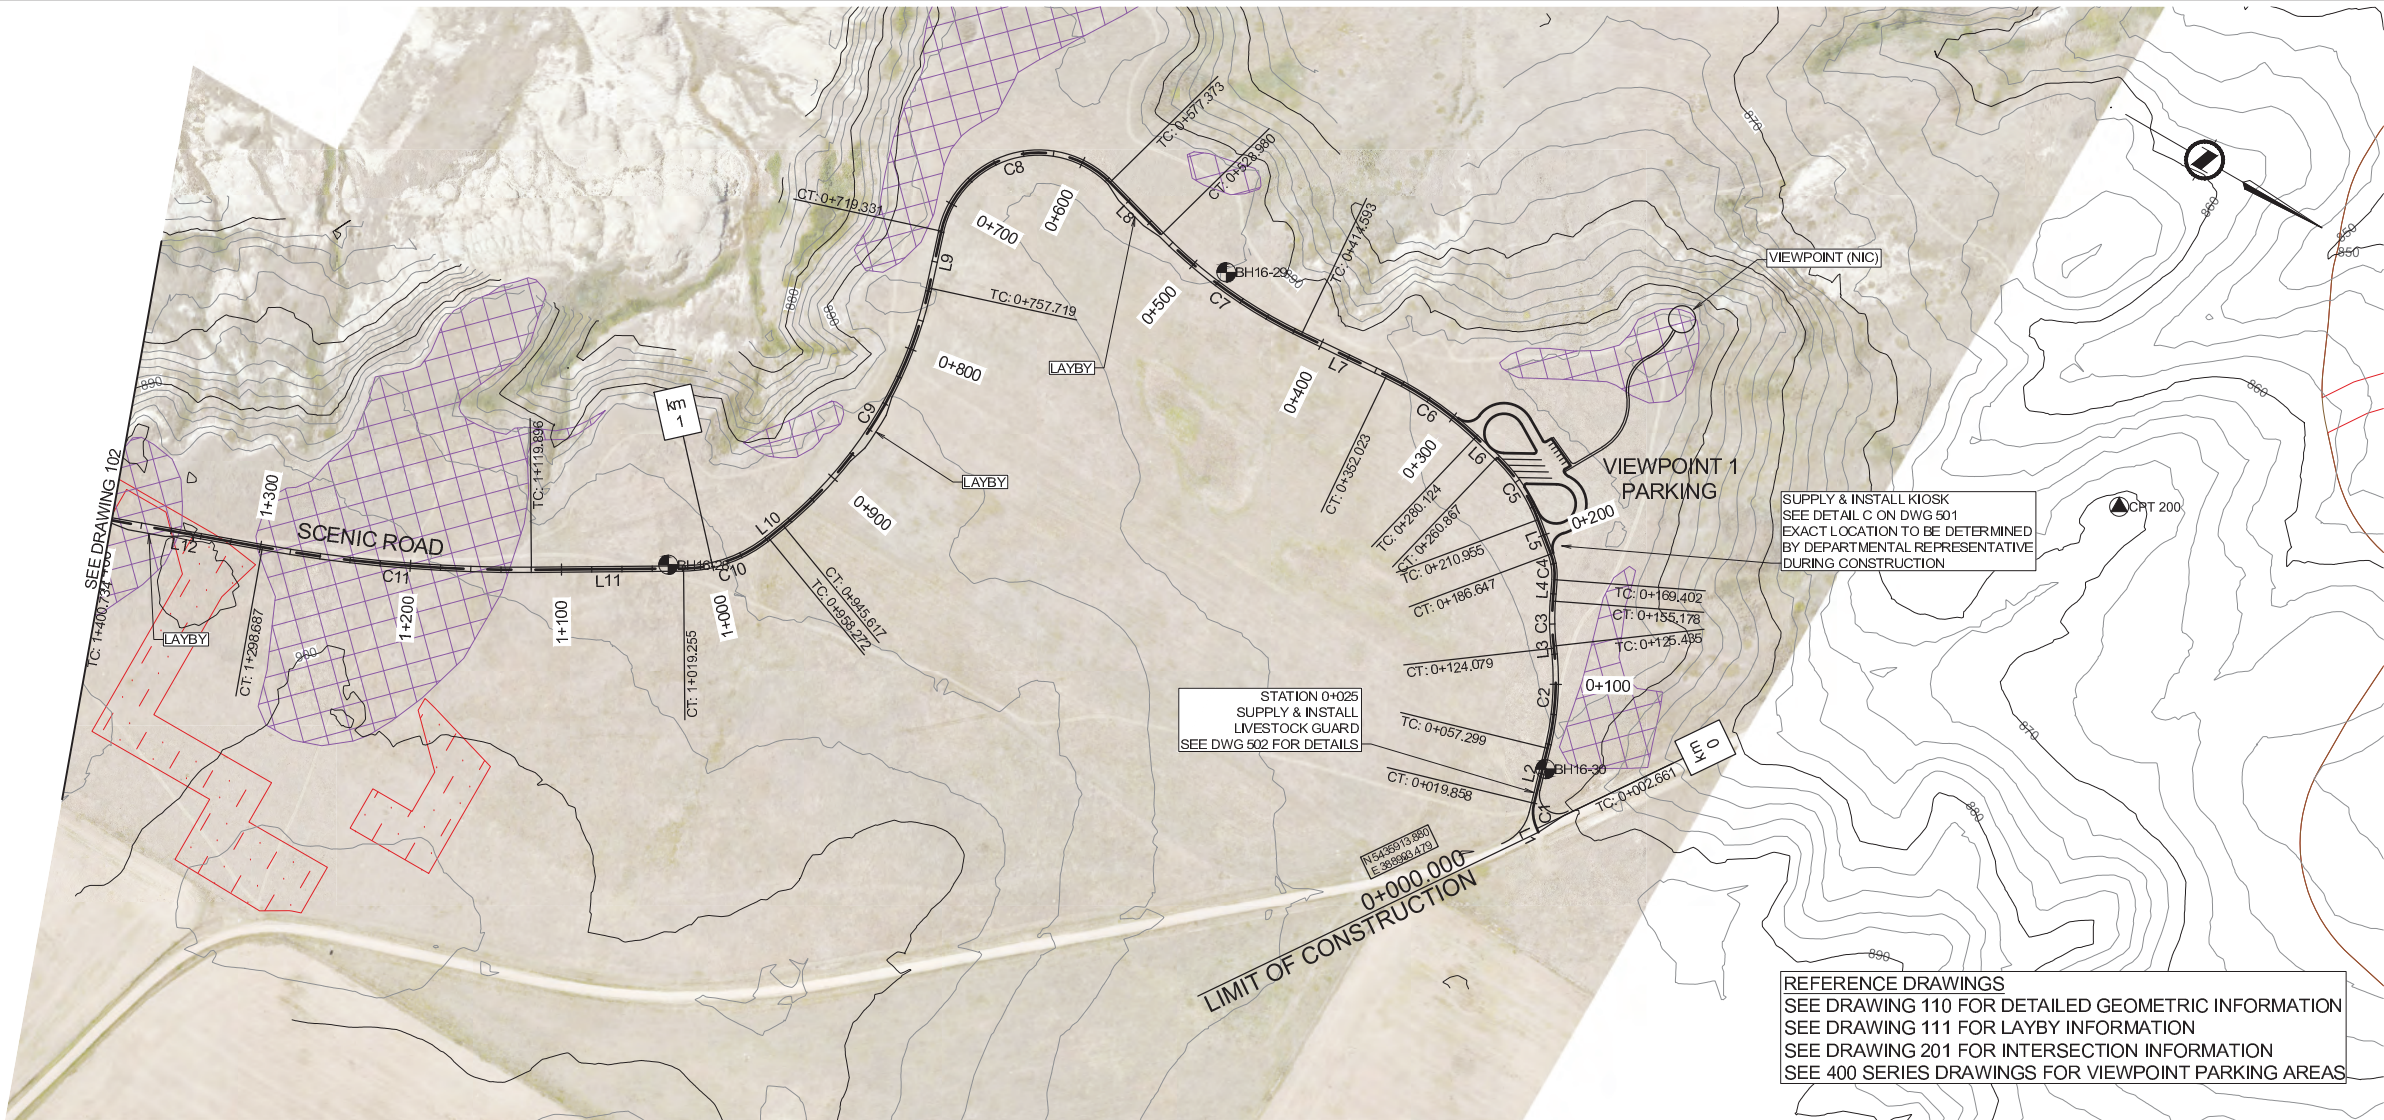 TC: 0+577.373
CT: 0+528.980
CT: 0+719.331
C8
0+600
0+700
L8
TC: 0+414.593
870
860
850
850
VIEWPOINT (NIC)
L9
BH16-29
890
C7
0+500
TC: 0+757.719
880
890
LAYBY
L7
0+800
0+400
890
km
1
C9
C6
860
CT: 0+352.023
0+300
L6
VIEWPOINT 1
PARKING
LAYBY
0+900
L10
TC: 1+119.896
SEE DRAWING 102
1+300
SCENIC ROAD
L12
C11
L11
C10
C5
TC: 0+280.124
CT: 0+260.867
TC: 0+210.955
CT: 0+186.647
0+200
L5
SUPPLY & INSTALL KIOSK
SEE DETAIL C ON DWG 501
EXACT LOCATION TO BE DETERMINED
BY DEPARTMENTAL REPRESENTATIVE
DURING CONSTRUCTION
CPT 200
C4
L4
TC: 0+169.402
CT: 0+155.178
TC: 0+125.435
C3
L3
CT: 0+124.079
CT: 0+945.617
TC: 0+958.272
1+000
1+100
1+200
CT: 1+019.255
CT: 1+298.687
TC: 1+400.734
LAYBY
900
C2
0+100
870
STATION 0+025
SUPPLY & INSTALL
LIVESTOCK GUARD
SEE DWG 502 FOR DETAILS
TC: 0+057.299
L2
BH16-30
CT: 0+019.858
C1
TC: 0+002.661
0
km
880
L1
0+000.000
LIMIT OF CONSTRUCTION
890
REFERENCE DRAWINGS
SEE DRAWING 110 FOR DETAILED GEOMETRIC INFORMATION
SEE DRAWING 111 FOR LAYBY INFORMATION
SEE DRAWING 201 FOR INTERSECTION INFORMATION
SEE 400 SERIES DRAWINGS FOR VIEWPOINT PARKING AREAS